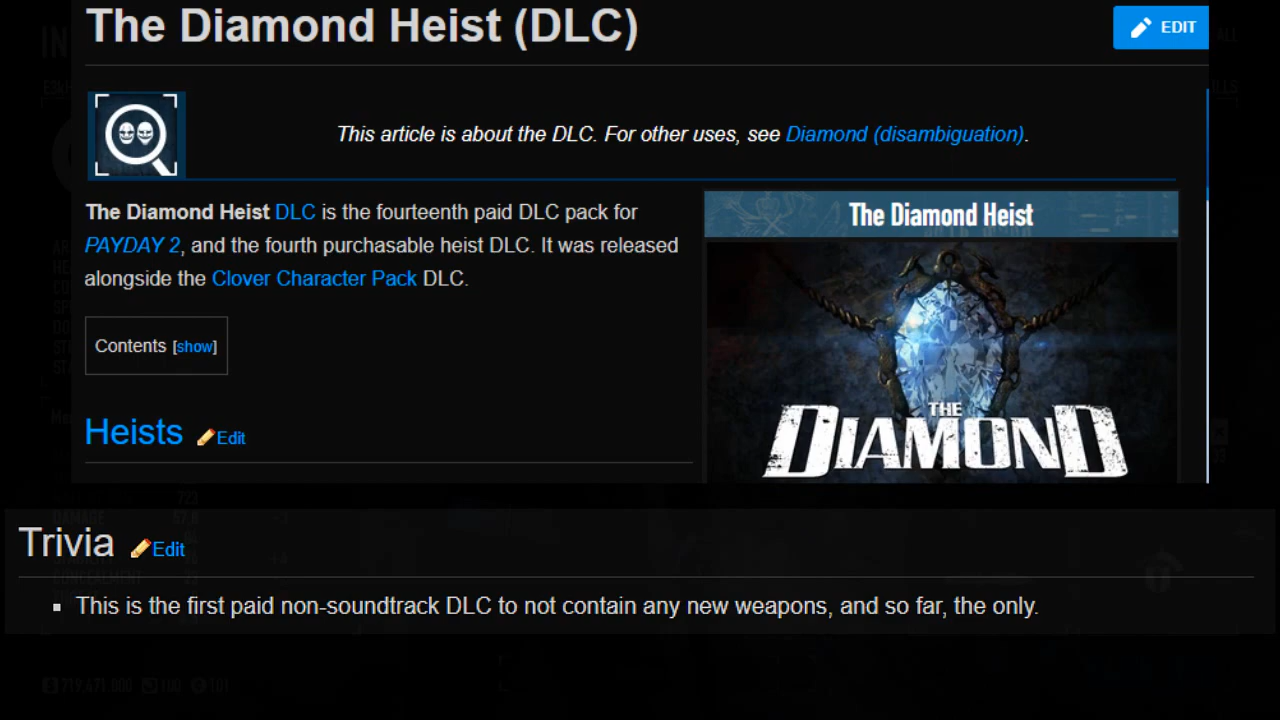 The Diamond Heist (DLC)
EDIT
This article is about the DLC. For other uses, see Diamond (disambiguation).
The Diamond Heist DLC is the fourteenth paid DLC pack for
PAYDAY 2, and the fourth purchasable heist DLC. It was released
alongside the Clover Character Pack DLC.
The Diamond Heist
THE
DIAMOND
Contents [show]
Heists Edit
DAMAGE
CONCEALMENT
Trivia Edit
This is the first paid non-soundtrack DLC to not contain any new weapons, and so far, the only.